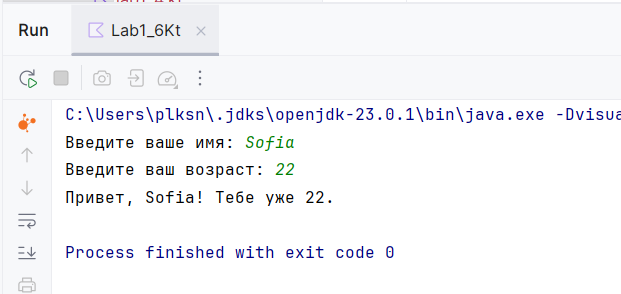 Run
Lab1_6Kt
C:\Users\plksn\.jdks\openjdk-23.0.1\bin\java.exe -Dvisu
Введите ваше имя: Sofia
Введите ваш возраст: 22
Привет, Sofia! Тебе уже 22.
Process finished with exit code 0